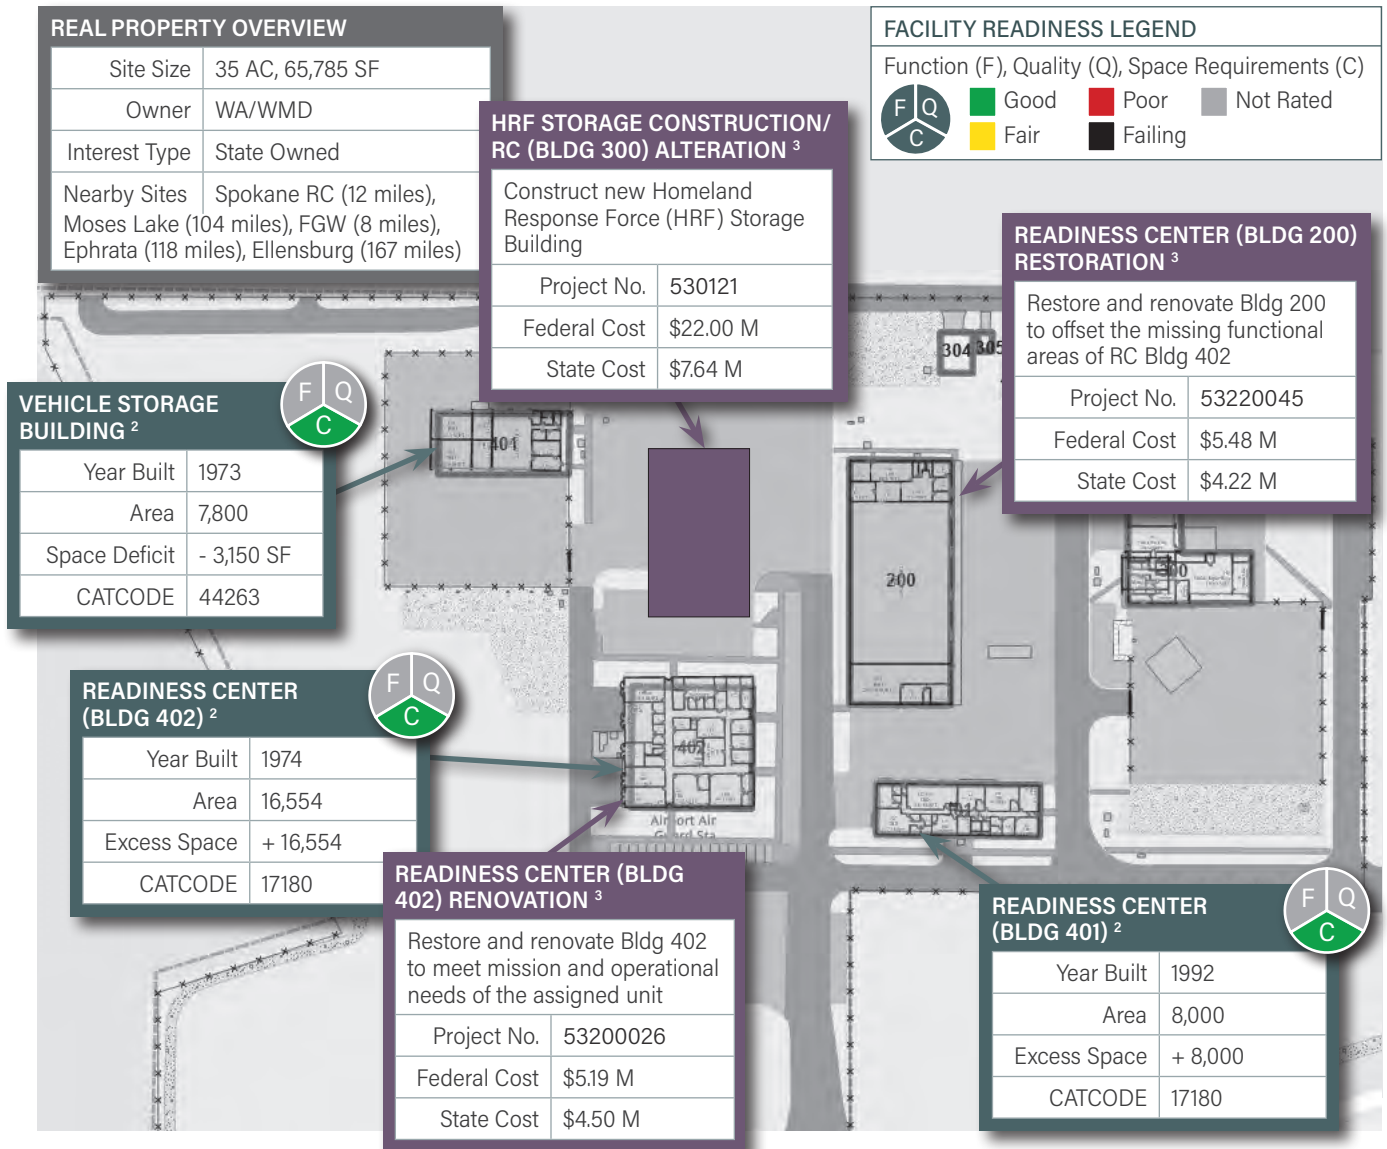 REAL PROPERTY OVERVIEW
Site Size 35 AC, 65,785 SF
Owner WA/WMD
Interest Type State Owned
Nearby Sites Spokane RC (12 miles),
Moses Lake (104 miles), FGW (8 miles),
Ephrata (118 miles), Ellensburg (167 miles)
FACILITY READINESS LEGEND
Function (F), Quality (Q), Space Requirements (C)
F Q C
Good Poor Not Rated
Fair Failing
HRF STORAGE CONSTRUCTION/
RC (BLDG 300) ALTERATION 3
Construct new Homeland
Response Force (HRF) Storage
Building
Project No. 530121
Federal Cost $22.00 M
State Cost $7.64 M
READINESS CENTER (BLDG 200)
RESTORATION 3
Restore and renovate Bldg 200
to offset the missing functional
areas of RC Bldg 402
Project No. 53220045
Federal Cost $5.48 M
State Cost $4.22 M
304 305
VEHICLE STORAGE
BUILDING 2
F Q C
Year Built 1973
Area 7,800
Space Deficit - 3,150 SF
CATCODE 44263
401
200
READINESS CENTER
(BLDG 402) 2
F Q C
Year Built 1974
Area 16,554
Excess Space + 16,554
CATCODE 17180
402
Airport Air
Guard Sta
READINESS CENTER (BLDG
402) RENOVATION 3
Restore and renovate Bldg 402
to meet mission and operational
needs of the assigned unit
Project No. 53200026
Federal Cost $5.19 M
State Cost $4.50 M
READINESS CENTER
(BLDG 401) 2
F Q C
Year Built 1992
Area 8,000
Excess Space + 8,000
CATCODE 17180